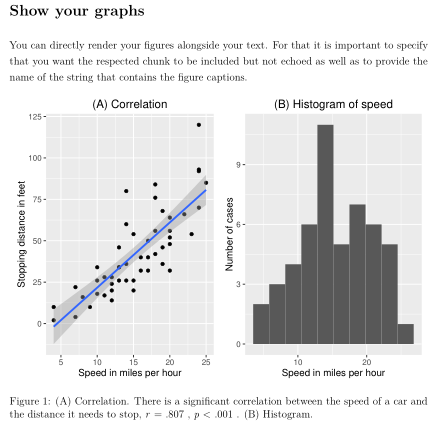 Show your graphs
You can directly render your figures alongside your text. For that it is important to specify
that you want the respected chunk to be included but not echoed as well as to provide the
name of the string that contains the figure captions.
(A) Correlation
(B) Histogram of speed
Stopping distance in feet
125
100
75
50
25
0
5 10 15 20 25
Speed in miles per hour
Number of cases
9
6
3
0
10 20
Speed in miles per hour
Figure 1: (A) Correlation. There is a significant correlation between the speed of a car and
the distance it needs to stop, r = .807 , p < .001 . (B) Histogram.